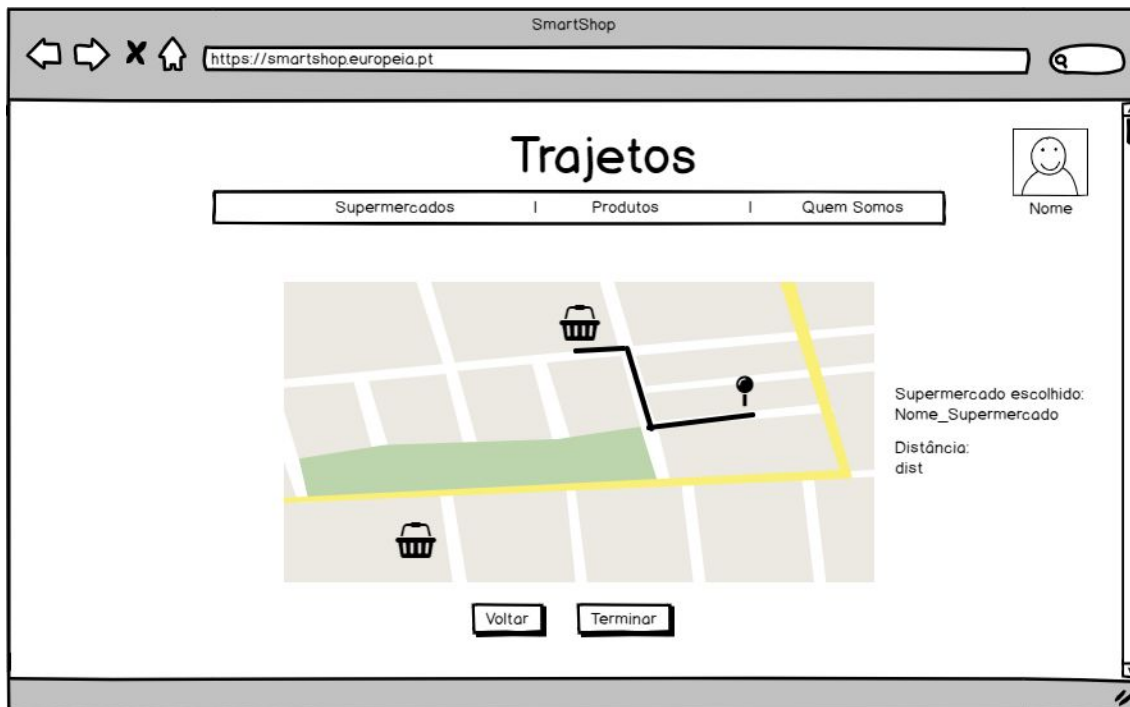 SmartShop
https://smartshop.europeia.pt
Trajetos
Nome
Supermercados | Produtos | Quem Somos
Supermercado escolhido:
Nome_Supermercado
Distância:
dist
Voltar
Terminar